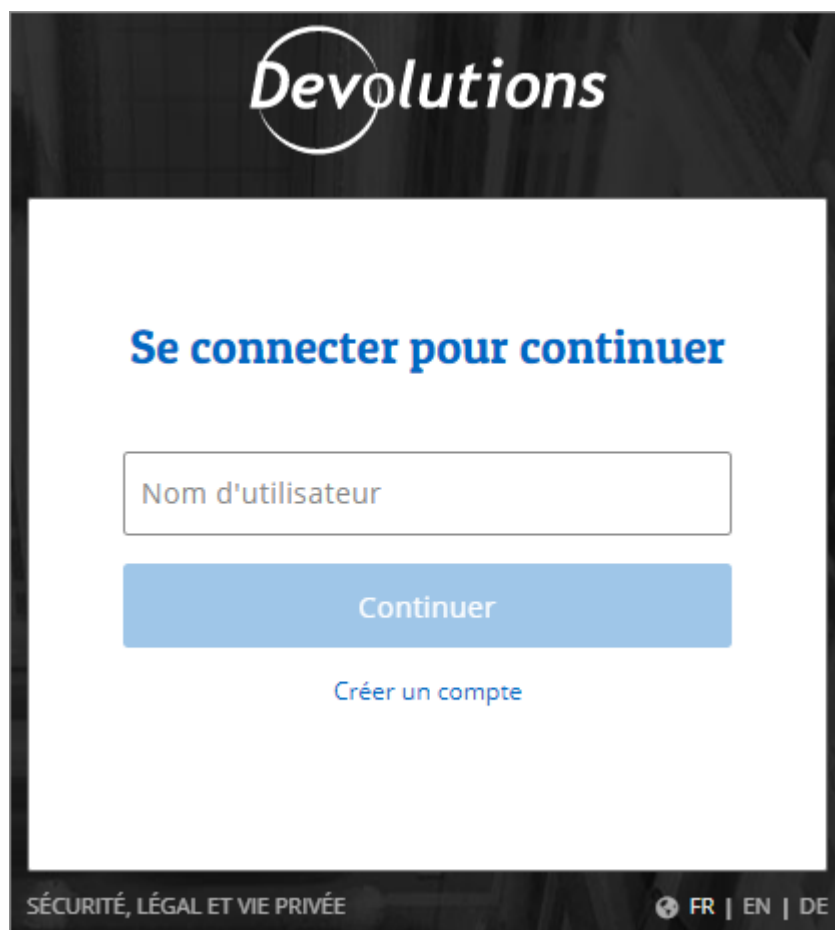 Devolutions
Se connecter pour continuer
Nom d'utilisateur
Continuer
Créer un compte
SÉCURITÉ, LÉGAL ET VIE PRIVÉE FR | EN | DE